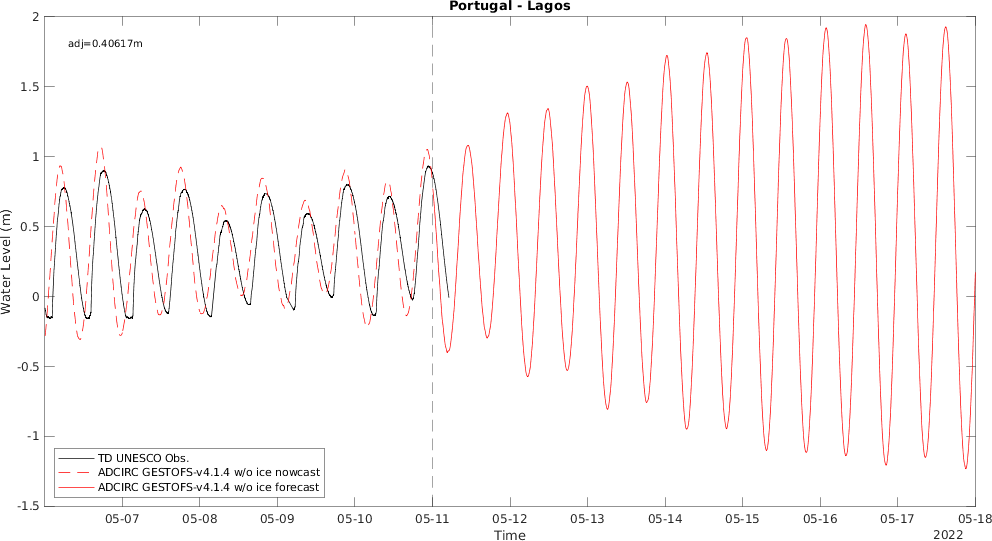 Portugal - Lagos
adj=0.40617m
Water Level (m)
2
1.5
1
0.5
0
-0.5
-1
-1.5
TD UNESCO Obs.
ADCIRC GESTOFS-v4.1.4 w/o ice nowcast
ADCIRC GESTOFS-v4.1.4 w/o ice forecast
05-07 05-08 05-09 05-10 05-11 05-12 05-13 05-14 05-15 05-16 05-17 05-18
Time
2022